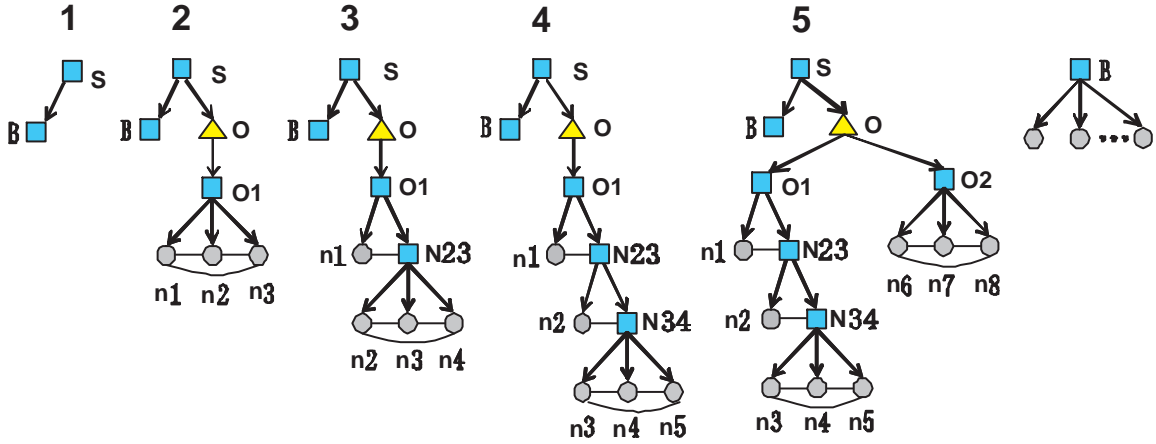 1 2 3 4 5
S S S S S B
B B O B O B O B O
O1 O1 O1 O1 O2
n1 N23 n1 N23 n1 N23
n1 n2 n3 n6 n7 n8
n2 N34 n2 N34
n2 n3 n4
n3 n4 n5 n3 n4 n5